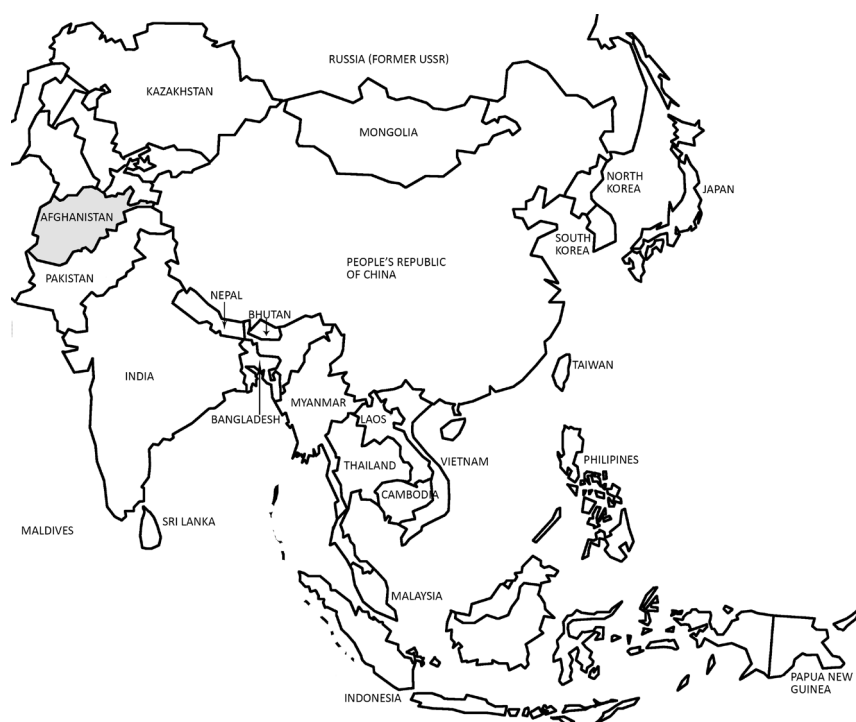 RUSSIA (FORMER USSR)
KAZAKHSTAN
MONGOLIA
NORTH
KOREA
JAPAN
AFGHANISTAN
SOUTH
KOREA
PEOPLE'S REPUBLIC
OF CHINA
PAKISTAN
NEPAL
BHUTAN
TAIWAN
INDIA
MYANMAR
BANGLADESH
LAOS
VIETNAM
PHILIPINES
THAILAND
CAMBODIA
SRI LANKA
MALDIVES
MALAYSIA
PAPUA NEW
GUINEA
INDONESIA